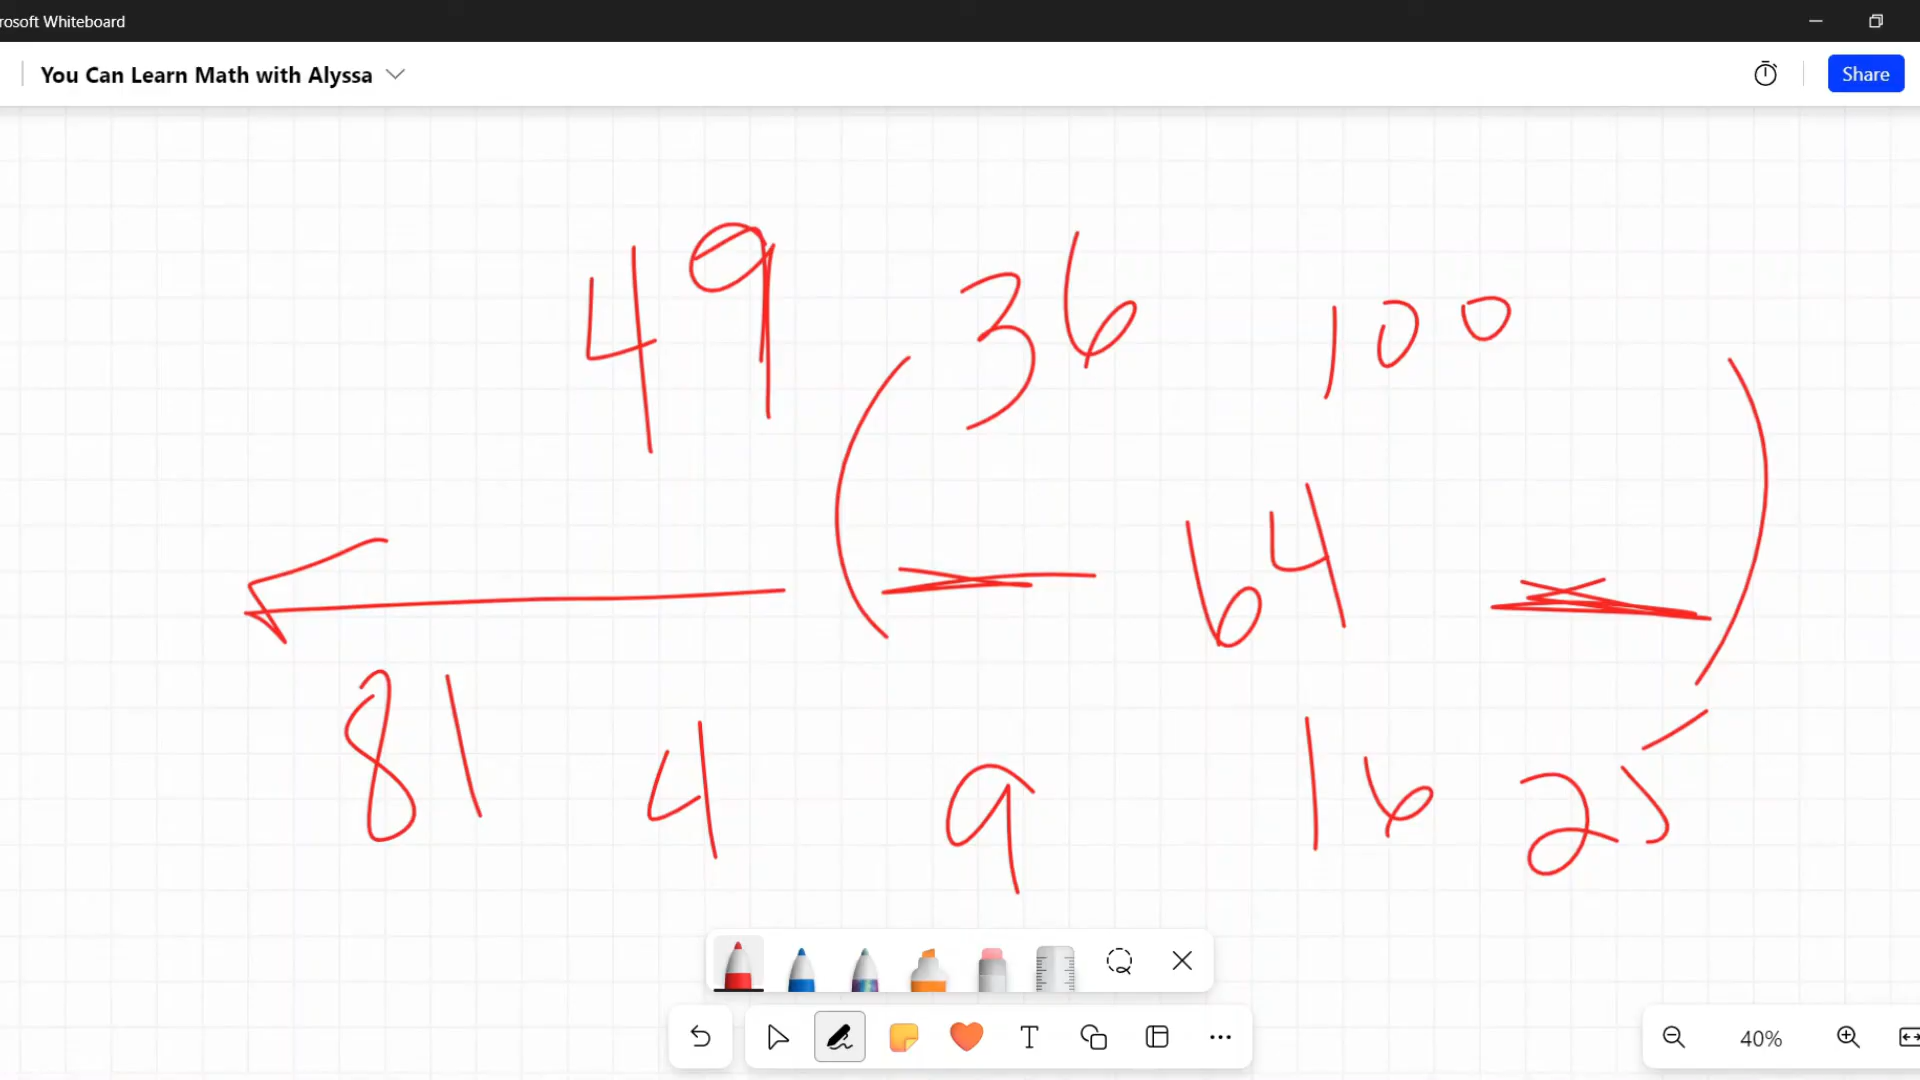 rosoft Whiteboard
You Can Learn Math with Alyssa
Share
49 36 100
( 64 )
81 4 9 16 25
T
40%